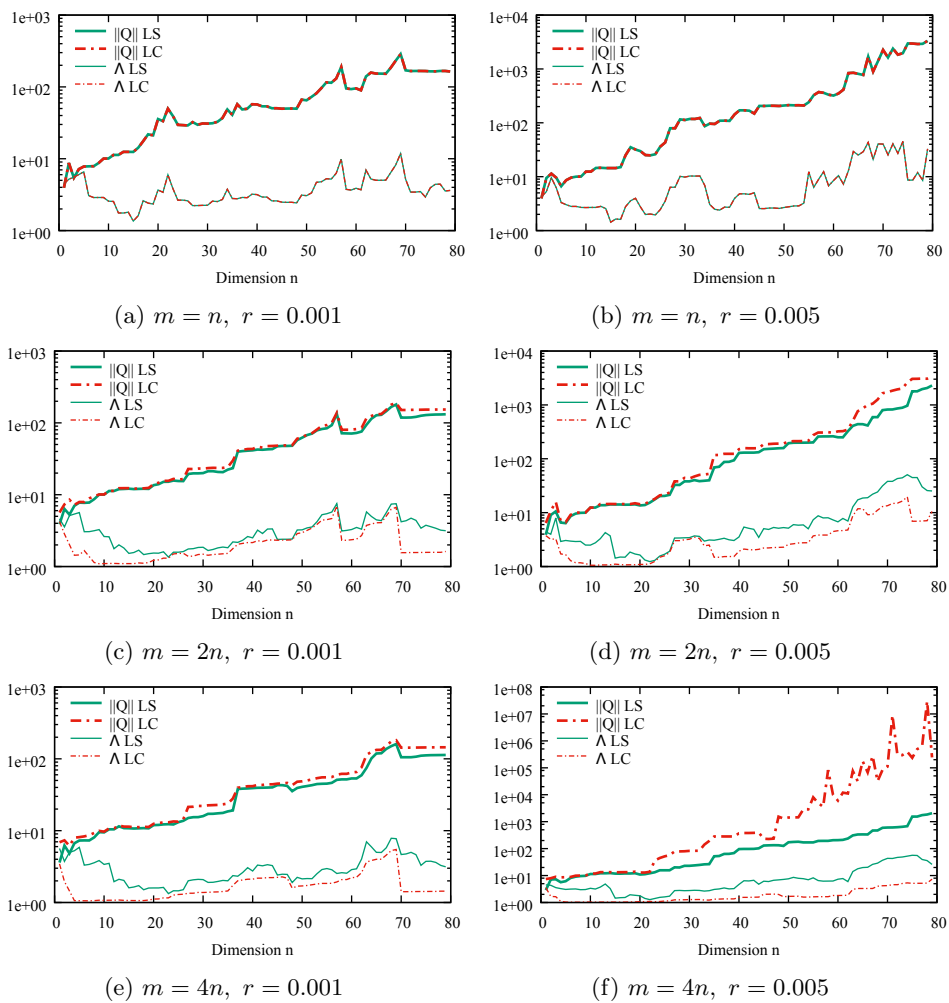 1e+03
1e+02
1e+01
1e+00
||Q|| LS
||Q|| LC
Λ LS
Λ LC
0 10 20 30 40 50 60 70 80
Dimension n
(a) m = n, r = 0.001
1e+04
1e+03
1e+02
1e+01
1e+00
||Q|| LS
||Q|| LC
Λ LS
Λ LC
0 10 20 30 40 50 60 70 80
Dimension n
(b) m = n, r = 0.005
1e+03
1e+02
1e+01
1e+00
||Q|| LS
||Q|| LC
Λ LS
Λ LC
0 10 20 30 40 50 60 70 80
Dimension n
(c) m = 2n, r = 0.001
1e+04
1e+03
1e+02
1e+01
1e+00
||Q|| LS
||Q|| LC
Λ LS
Λ LC
0 10 20 30 40 50 60 70 80
Dimension n
(d) m = 2n, r = 0.005
1e+03
1e+02
1e+01
1e+00
||Q|| LS
||Q|| LC
Λ LS
Λ LC
0 10 20 30 40 50 60 70 80
Dimension n
(e) m = 4n, r = 0.001
1e+08
1e+07
1e+06
1e+05
1e+04
1e+03
1e+02
1e+01
1e+00
||Q|| LS
||Q|| LC
Λ LS
Λ LC
0 10 20 30 40 50 60 70 80
Dimension n
(f) m = 4n, r = 0.005